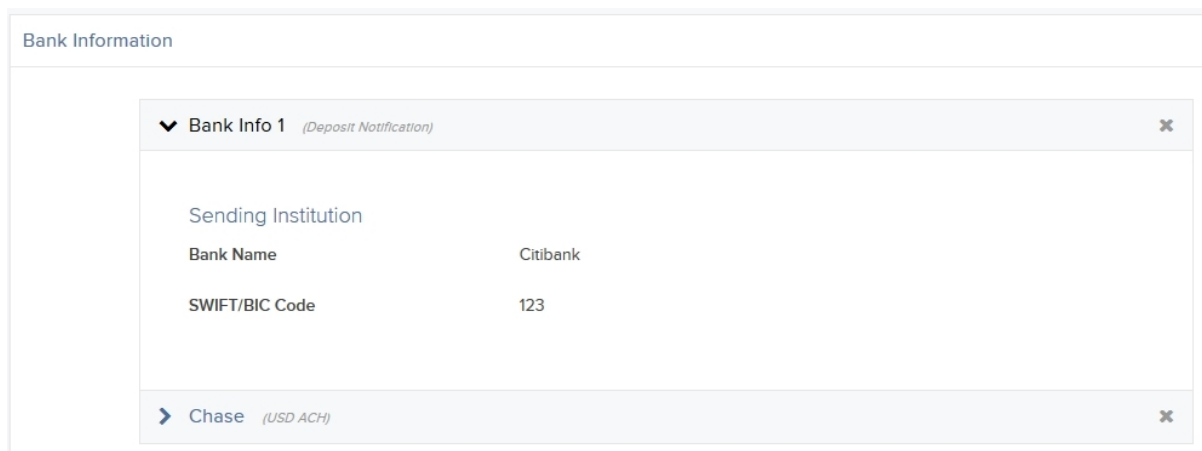 Bank Information
Bank Info 1 (Deposit Notification)
Sending Institution
Bank Name Citibank
SWIFT/BIC Code 123
Chase (USD ACH)